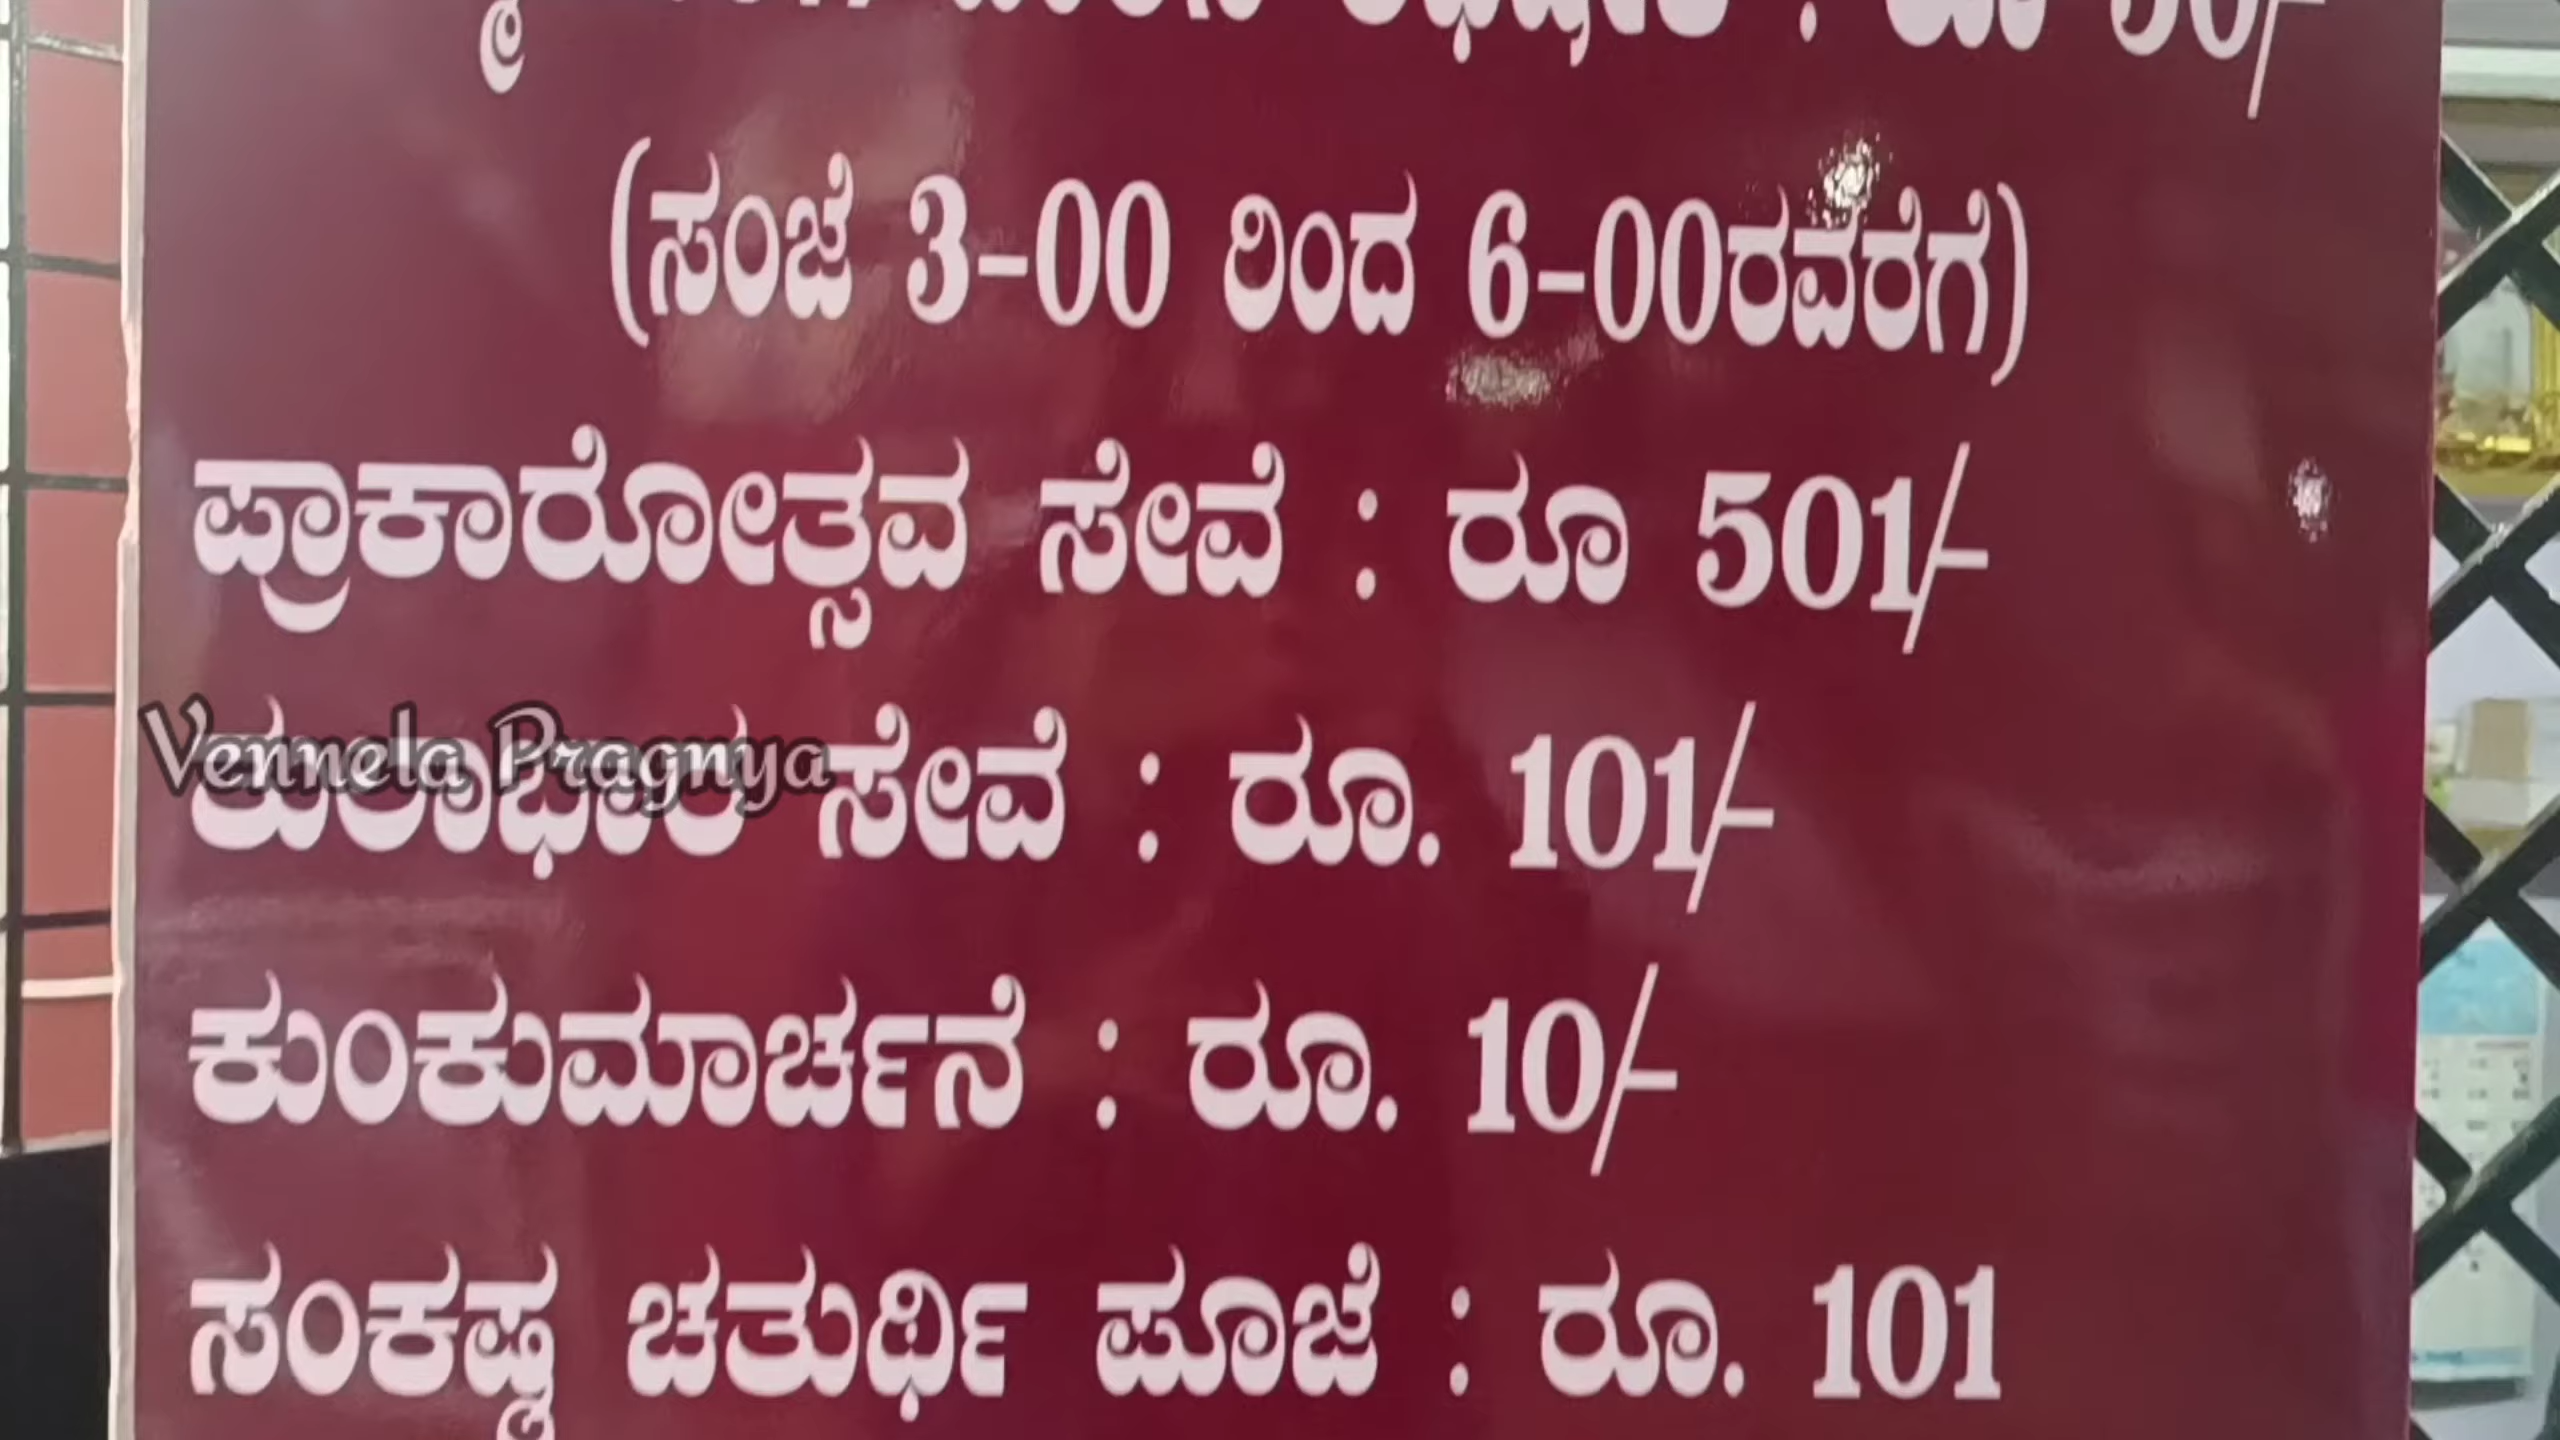 (ಸಂಜೆ 3-00 ರಿಂದ 6-00ರವರೆಗೆ)
ಪ್ರಾಕಾರೋತ್ಸವ ಸೇವೆ : ರೂ 501/-
ತುಲಾಭಾರ ಸೇವೆ : ರೂ. 101/-
Vennela Pragnya
ಕುಂಕುಮಾರ್ಚನೆ : ರೂ. 10/-
ಸಂಕಷ್ಟ ಚತುರ್ಥಿ ಪೂಜೆ : ರೂ. 101